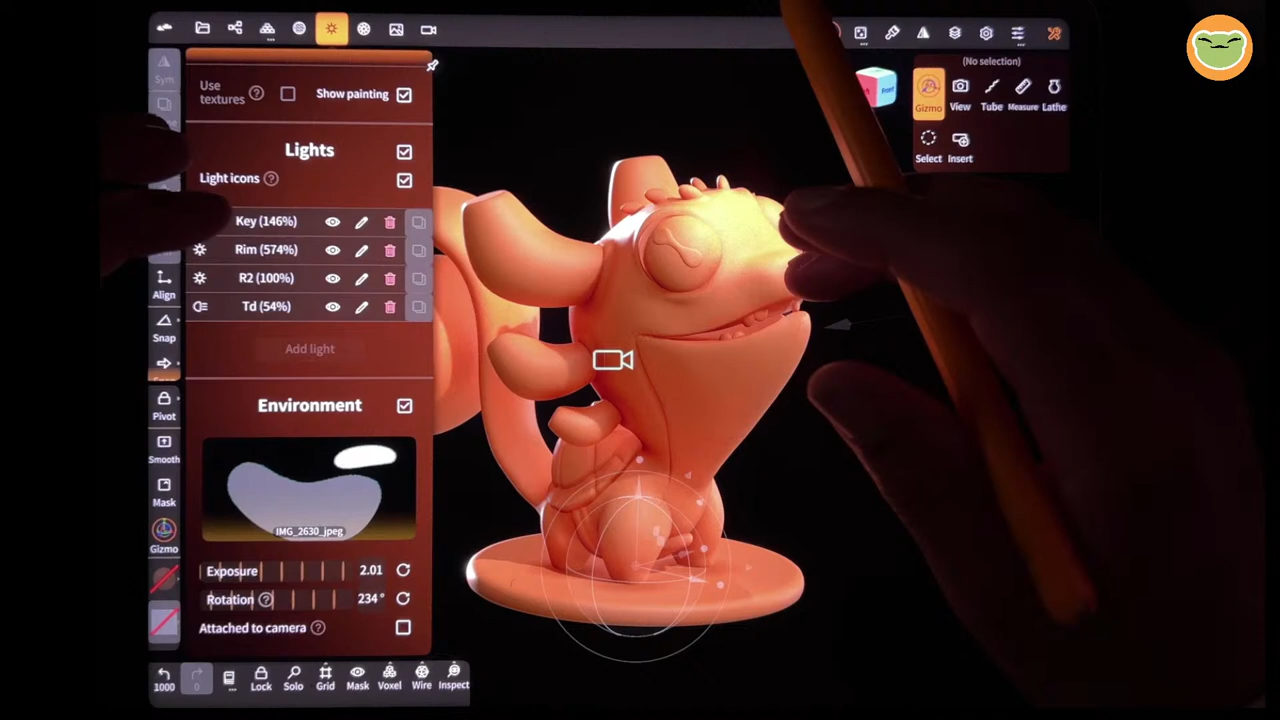 Sym
Use
textures
Show painting
Lights
Light icons
Key (146%)
Rim (574%)
R2 (100%)
Td (54%)
Add light
Environment
IMG_2630_jpeg
Exposure
2.01
Rotation
234°
Attached to camera
Align
Snap
Pivot
Smooth
Mask
Gizmo
1000
0
Lock
Solo
Grid
Mask
Voxel
Wire
Inspect
Front
(No selection)
Gizmo
View
Tube
Measure
Lathe
Select
Insert